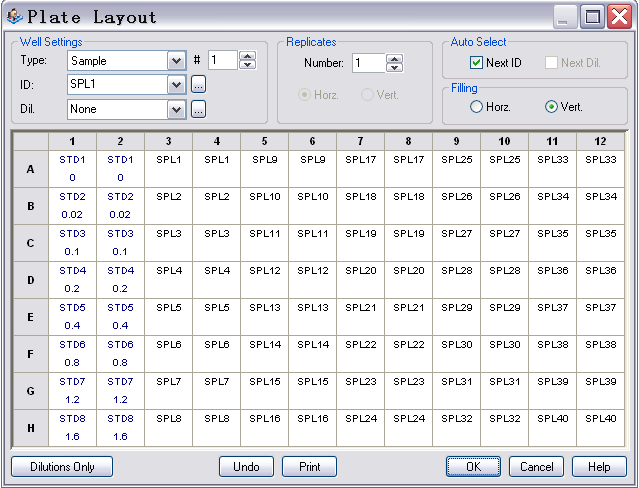 Plate Layout
Well Settings
Type: Sample # 1
ID: SPL1 ...
Dil. None ...
Replicates
Number: 1
Horz. Vert.
Auto Select
Next ID Next Dil.
Filling
Horz. Vert.
1 2 3 4 5 6 7 8 9 10 11 12
A STD1 STD1 SPL1 SPL1 SPL9 SPL9 SPL17 SPL17 SPL25 SPL25 SPL33 SPL33
0 0
B STD2 STD2 SPL2 SPL2 SPL10 SPL10 SPL18 SPL18 SPL26 SPL26 SPL34 SPL34
0.02 0.02
C STD3 STD3 SPL3 SPL3 SPL11 SPL11 SPL19 SPL19 SPL27 SPL27 SPL35 SPL35
0.1 0.1
D STD4 STD4 SPL4 SPL4 SPL12 SPL12 SPL20 SPL20 SPL28 SPL28 SPL36 SPL36
0.2 0.2
E STD5 STD5 SPL5 SPL5 SPL13 SPL13 SPL21 SPL21 SPL29 SPL29 SPL37 SPL37
0.4 0.4
F STD6 STD6 SPL6 SPL6 SPL14 SPL14 SPL22 SPL22 SPL30 SPL30 SPL38 SPL38
0.8 0.8
G STD7 STD7 SPL7 SPL7 SPL15 SPL15 SPL23 SPL23 SPL31 SPL31 SPL39 SPL39
1.2 1.2
H STD8 STD8 SPL8 SPL8 SPL16 SPL16 SPL24 SPL24 SPL32 SPL32 SPL40 SPL40
1.6 1.6
Dilutions Only Undo Print OK Cancel Help